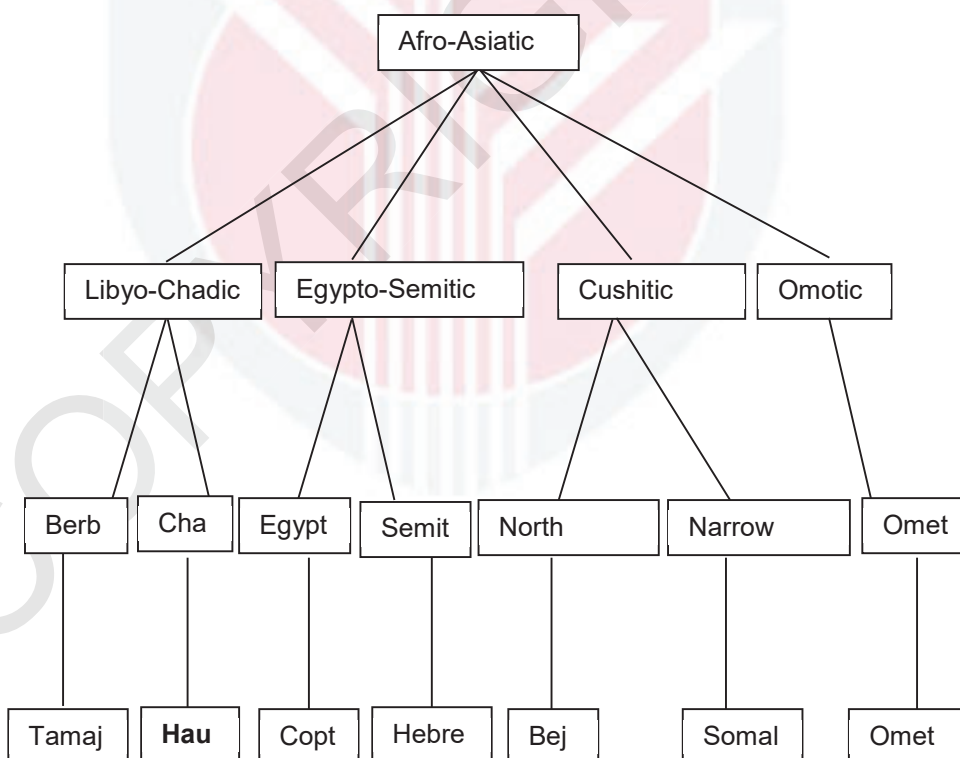 Afro-Asiatic
Libyo-Chadic Egypto-Semitic Cushitic Omotic
Berb Cha Egypt Semit North Narrow Omet
Tamaj Hau Copt Hebre Bej Somal Omet
COPYRIG